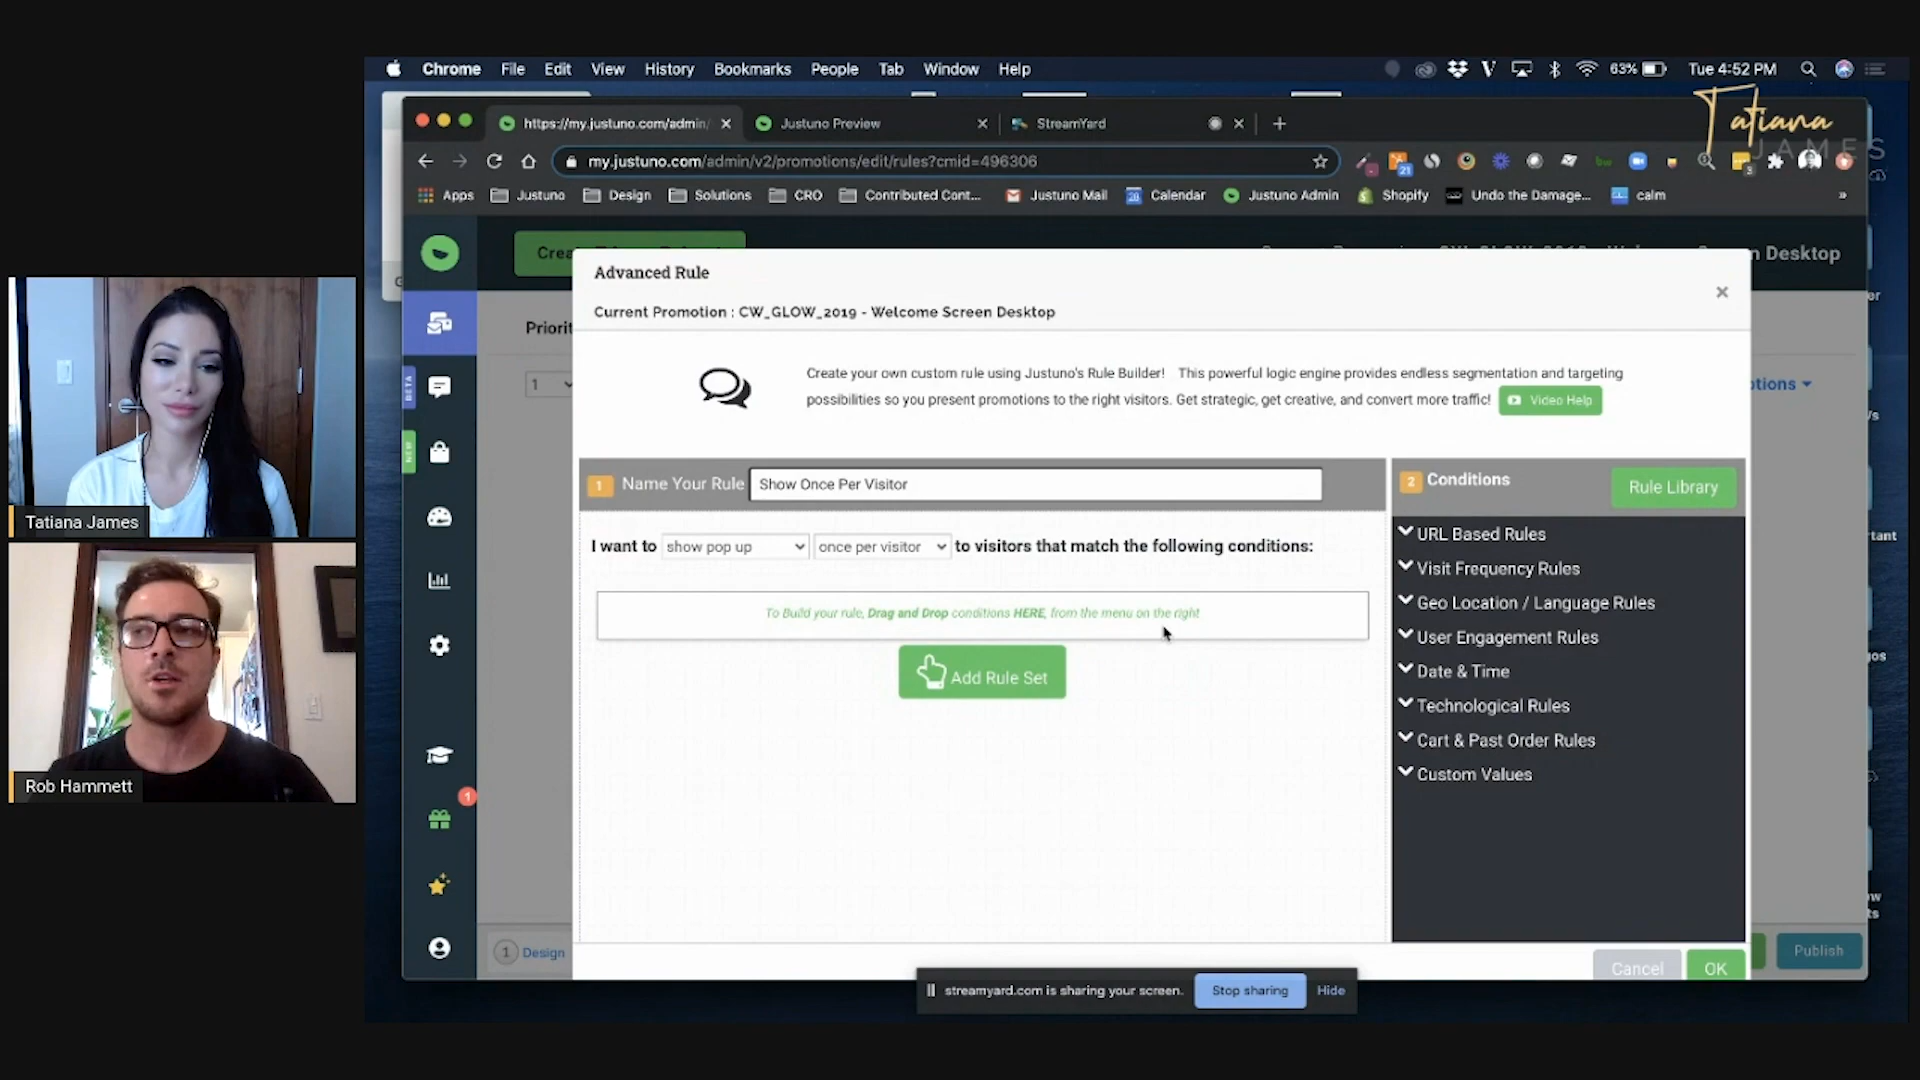 Chrome File Edit View History Bookmarks People Tab Window Help 63% Tue 4:52 PM
Tatiana
JAMES
https://my.justuno.com/admin/ Justuno Preview StreamYard
my.justuno.com/admin/v2/promotions/edit/rules?cmid=496306
21
3
Apps Justuno Design Solutions CRO Contributed Cont... Justuno Mail Calendar Justuno Admin Shopify Undo the Damage... calm »
Desktop
Advanced Rule
Current Promotion : CW_GLOW_2019 - Welcome Screen Desktop
Create your own custom rule using Justuno's Rule Builder! This powerful logic engine provides endless segmentation and targeting
possibilities so you present promotions to the right visitors. Get strategic, get creative, and convert more traffic! Video Help
1
BETA
NEW
1 Name Your Rule Show Once Per Visitor
2 Conditions Rule Library
I want to show pop up once per visitor to visitors that match the following conditions:
To Build your rule, Drag and Drop conditions HERE, from the menu on the right
Add Rule Set
URL Based Rules
Visit Frequency Rules
Geo Location / Language Rules
User Engagement Rules
Date & Time
Technological Rules
Cart & Past Order Rules
Custom Values
1
1 Design
Cancel OK
Publish
streamyard.com is sharing your screen. Stop sharing Hide
Tatiana James
Rob Hammett